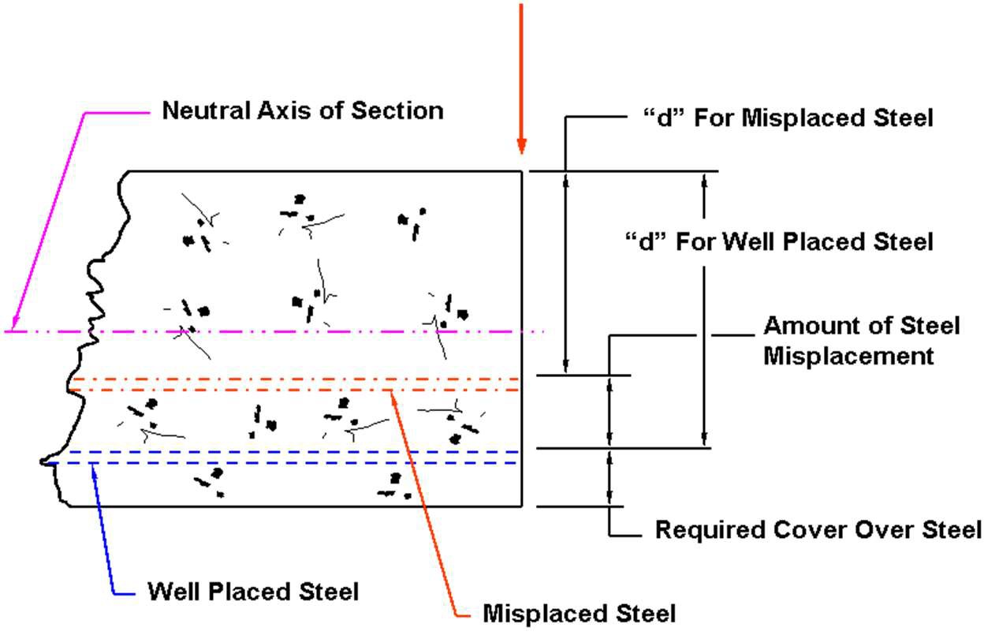 Neutral Axis of Section
“d” For Misplaced Steel
“d” For Well Placed Steel
Amount of Steel
Misplacement
Required Cover Over Steel
Well Placed Steel
Misplaced Steel